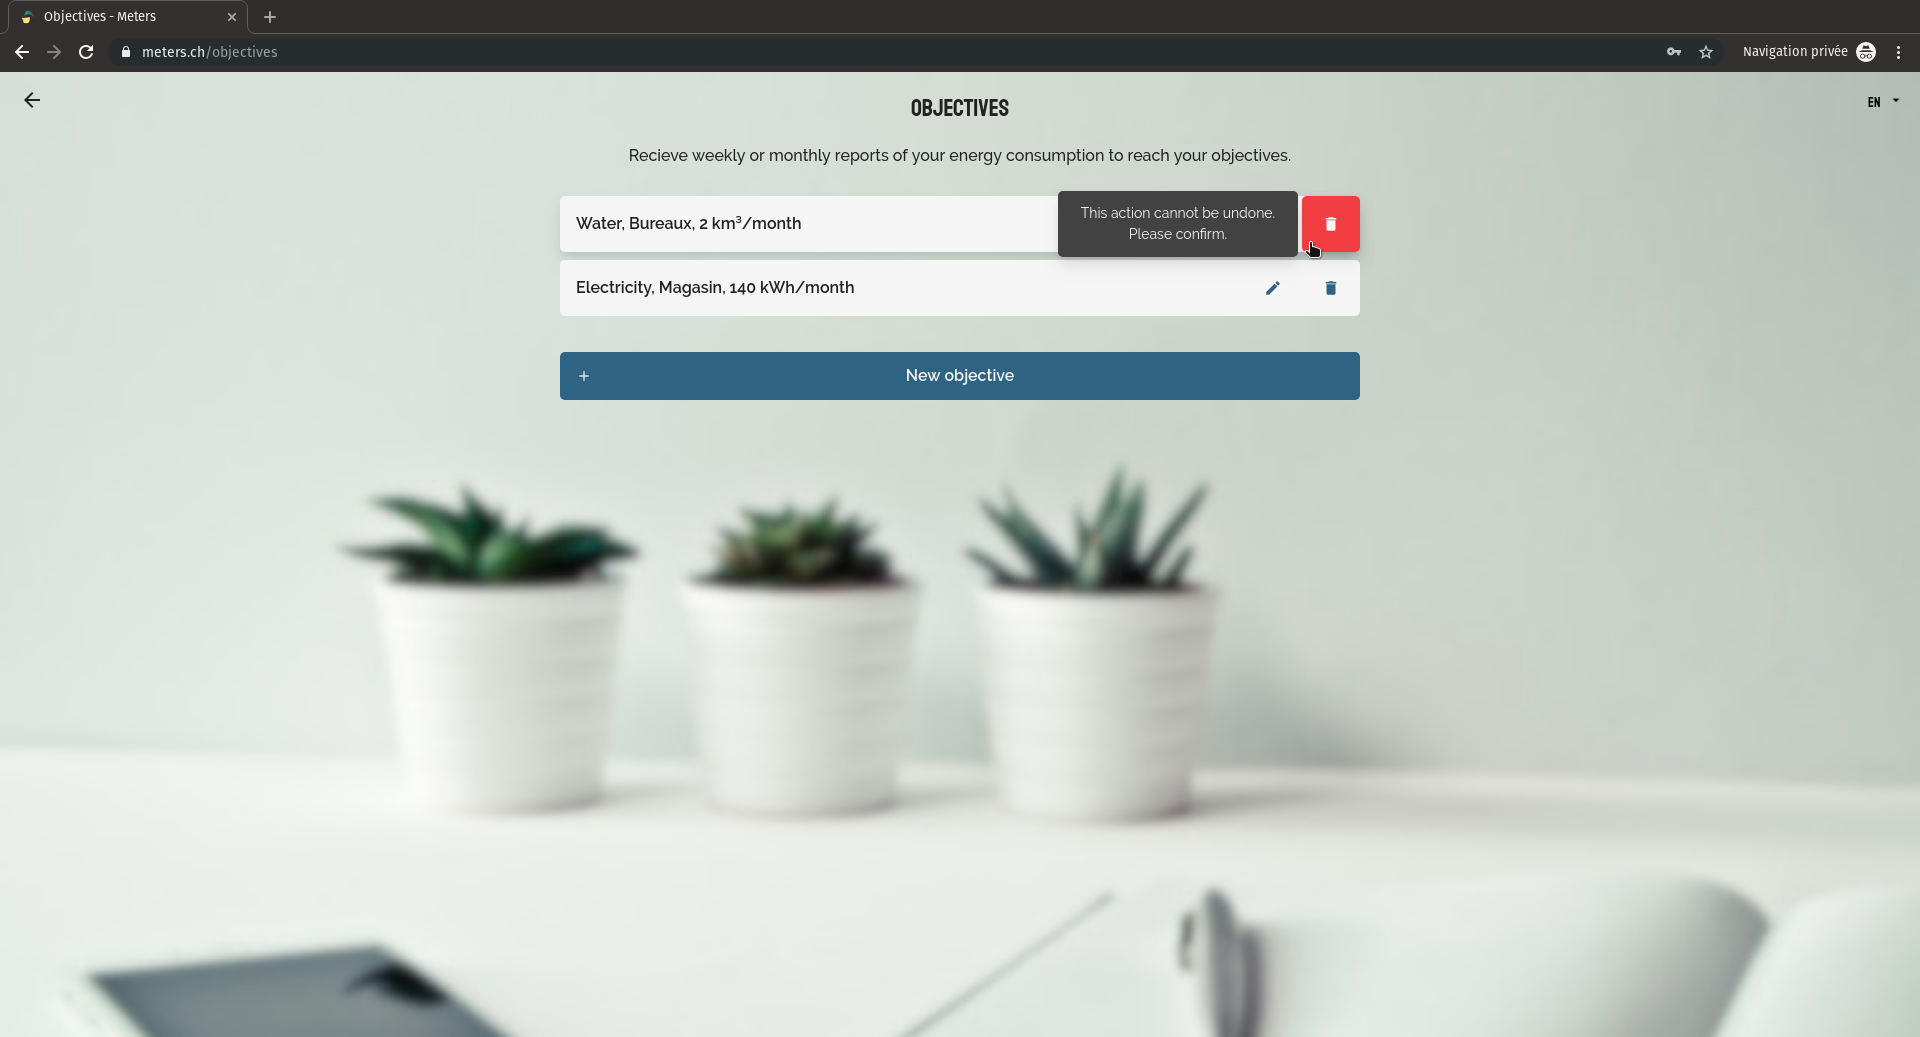 Objectives - Meters
meters.ch/objectives
Navigation privée
OBJECTIVES
EN
Recieve weekly or monthly reports of your energy consumption to reach your objectives.
Water, Bureaux, 2 km³/month
This action cannot be undone.
Please confirm.
Electricity, Magasin, 140 kWh/month
New objective